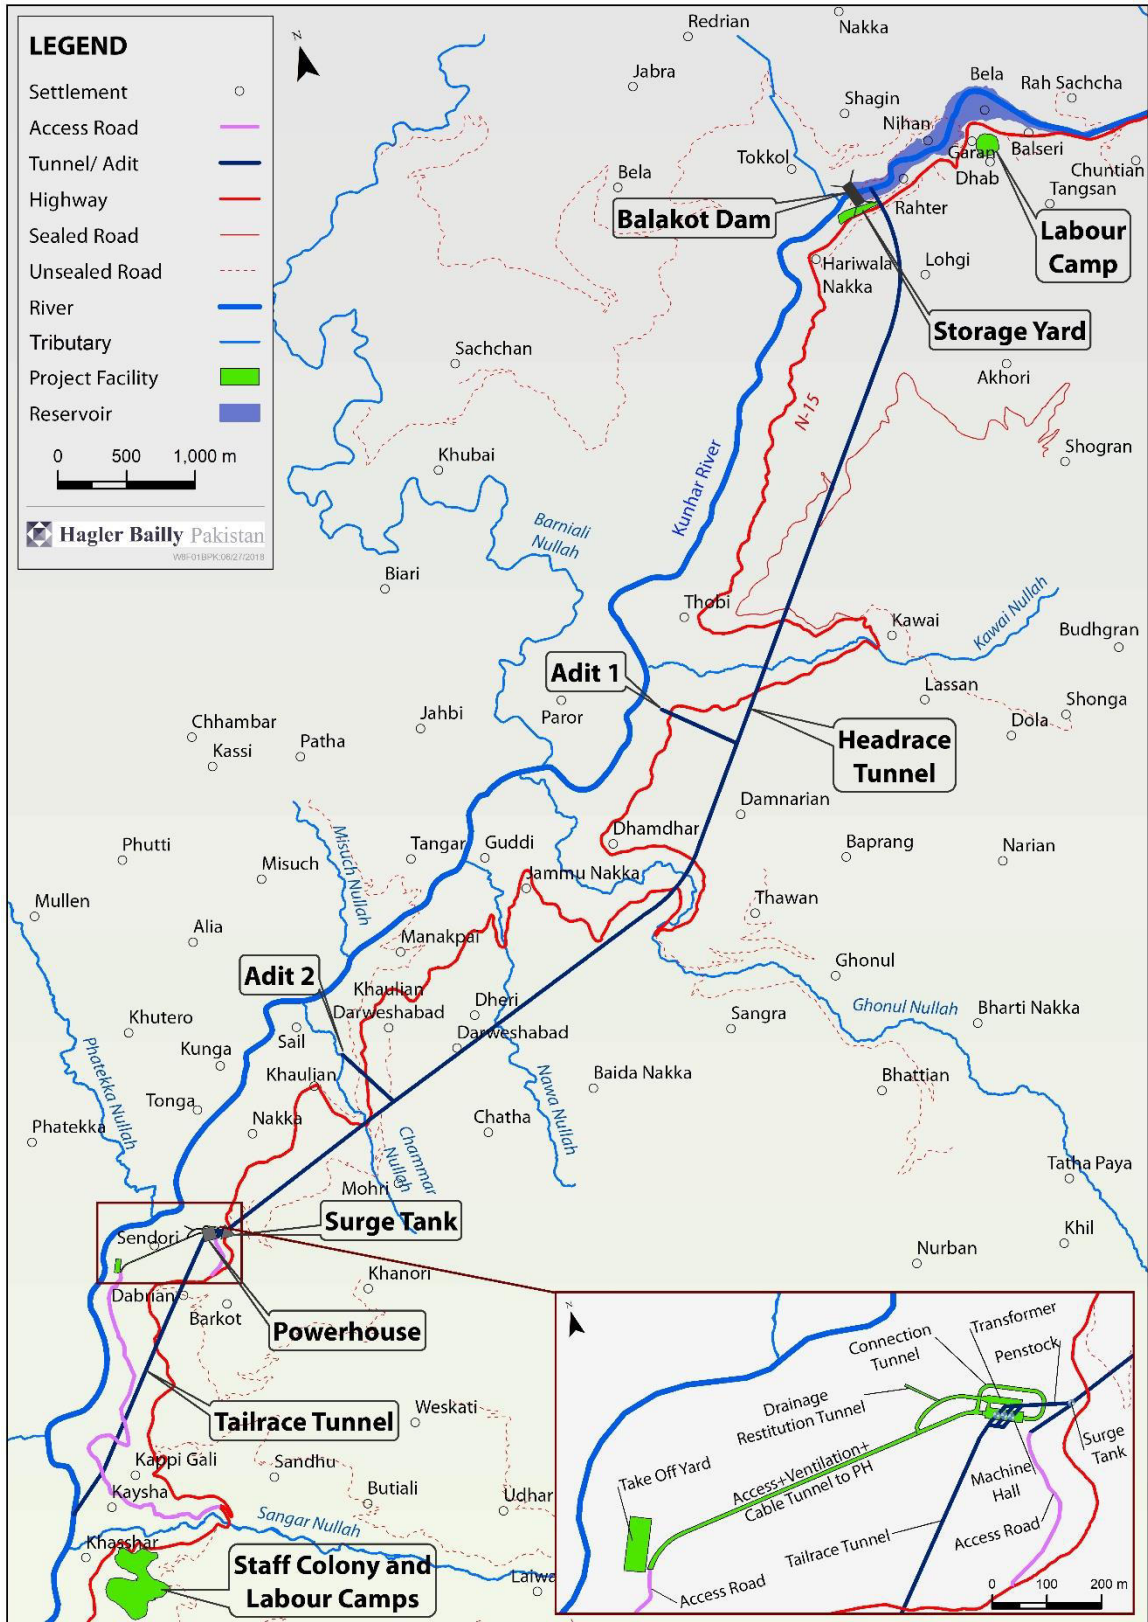 LEGEND
Settlement
Access Road
Tunnel/ Adit
Highway
Sealed Road
Unsealed Road
River
Tributary
Project Facility
Reservoir
0 500 1,000 m
Hagler Bailly Pakistan
W8F01BPK:06/27/2018
N
Redrian
Nakka
Jabra
Bela
Rah Sachcha
Shagin
Nihan
Garan
Balseri
Dhab
Chuntian
Tangsan
Tokkol
Bela
Rahter
Balakot Dam
Labour
Camp
Hariwala
Nakka
Lohgi
Storage Yard
Sachchan
Akhori
N-15
Shogran
Khubai
Kunhar River
Barniali
Nullah
Biari
Thobi
Kawai
Kawai Nullah
Budhgran
Adit 1
Lassan
Shonga
Paror
Dola
Jahbi
Chhambar
Kassi
Patha
Headrace
Tunnel
Damnarian
Phutti
Misuch
Misuch Nullah
Tangar
Guddi
Dhamdhar
Baprang
Narian
Jammu Nakka
Mullen
Thawan
Alia
Manakpai
Adit 2
Ghonul
Khaulian
Darweshabad
Dheri
Ghonul Nullah
Bharti Nakka
Khutero
Sail
Darweshabad
Sangra
Phatekka Nullah
Kunga
Khaulian
Nawa Nullah
Baida Nakka
Bhattian
Tonga
Nakka
Chatha
Phatekka
Chammar
Nullah
Mohri
Tatha Paya
Surge Tank
Sendori
Khil
Nurban
Khanori
Dabrian
Barkot
Powerhouse
Tailrace Tunnel
Weskati
Kappi Gali
Sandhu
Kaysha
Butiali
Udhar
Sangar Nullah
Khasshar
Staff Colony and
Labour Camps
Lalwa
N
Transformer
Connection
Tunnel
Penstock
Drainage
Restitution Tunnel
Surge
Tank
Take Off Yard
Access+Ventilation+
Cable Tunnel to PH
Machine
Hall
Tailrace Tunnel
Access Road
Access Road
0 100 200 m